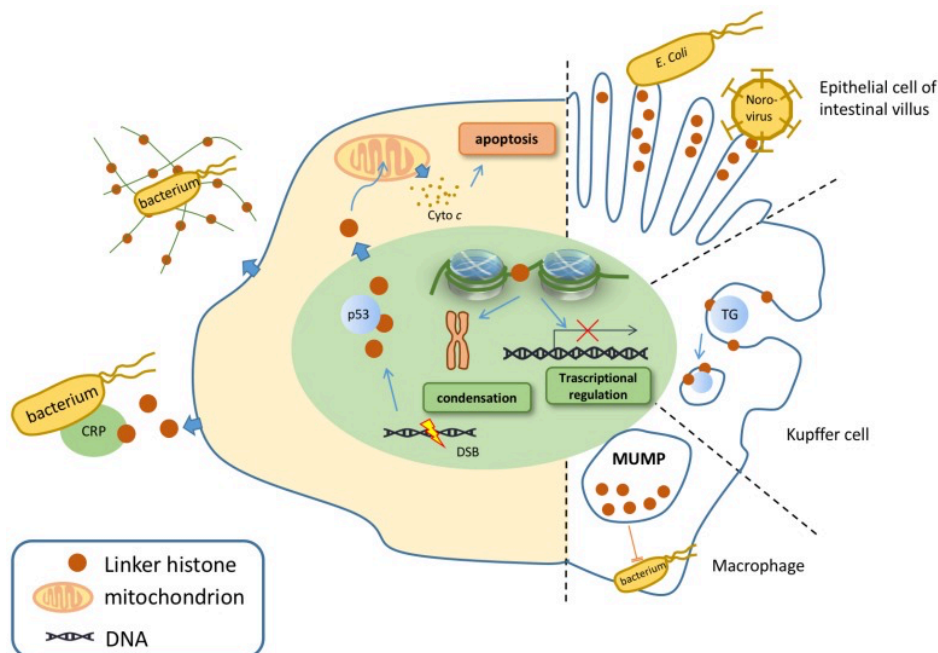 E. Coli
Noro-
virus
Epithelial cell of
intestinal villus
apoptosis
Cyto c
bacterium
p53
TG
condensation
Trascriptional
regulation
DSB
bacterium
CRP
Kupffer cell
MUMP
bacterium
Macrophage
Linker histone
mitochondrion
DNA